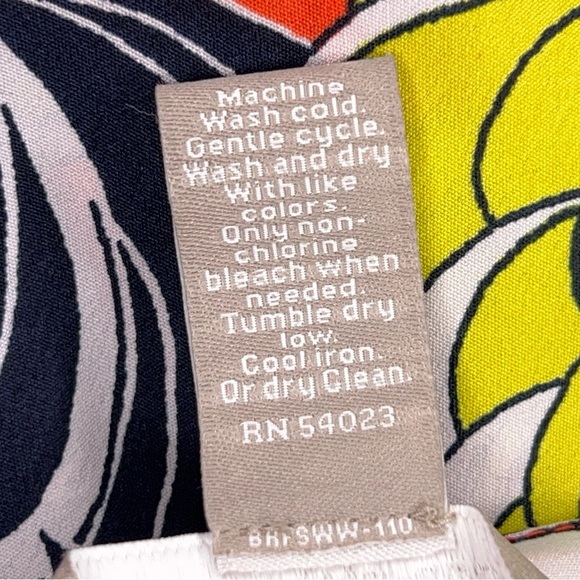 Machine
Wash cold.
Gentle cycle.
Wash and dry
With like
colors.
Only non-
chlorine
bleach when
needed.
Tumble dry
low.
Cool iron.
Or dry Clean.
RN 54023